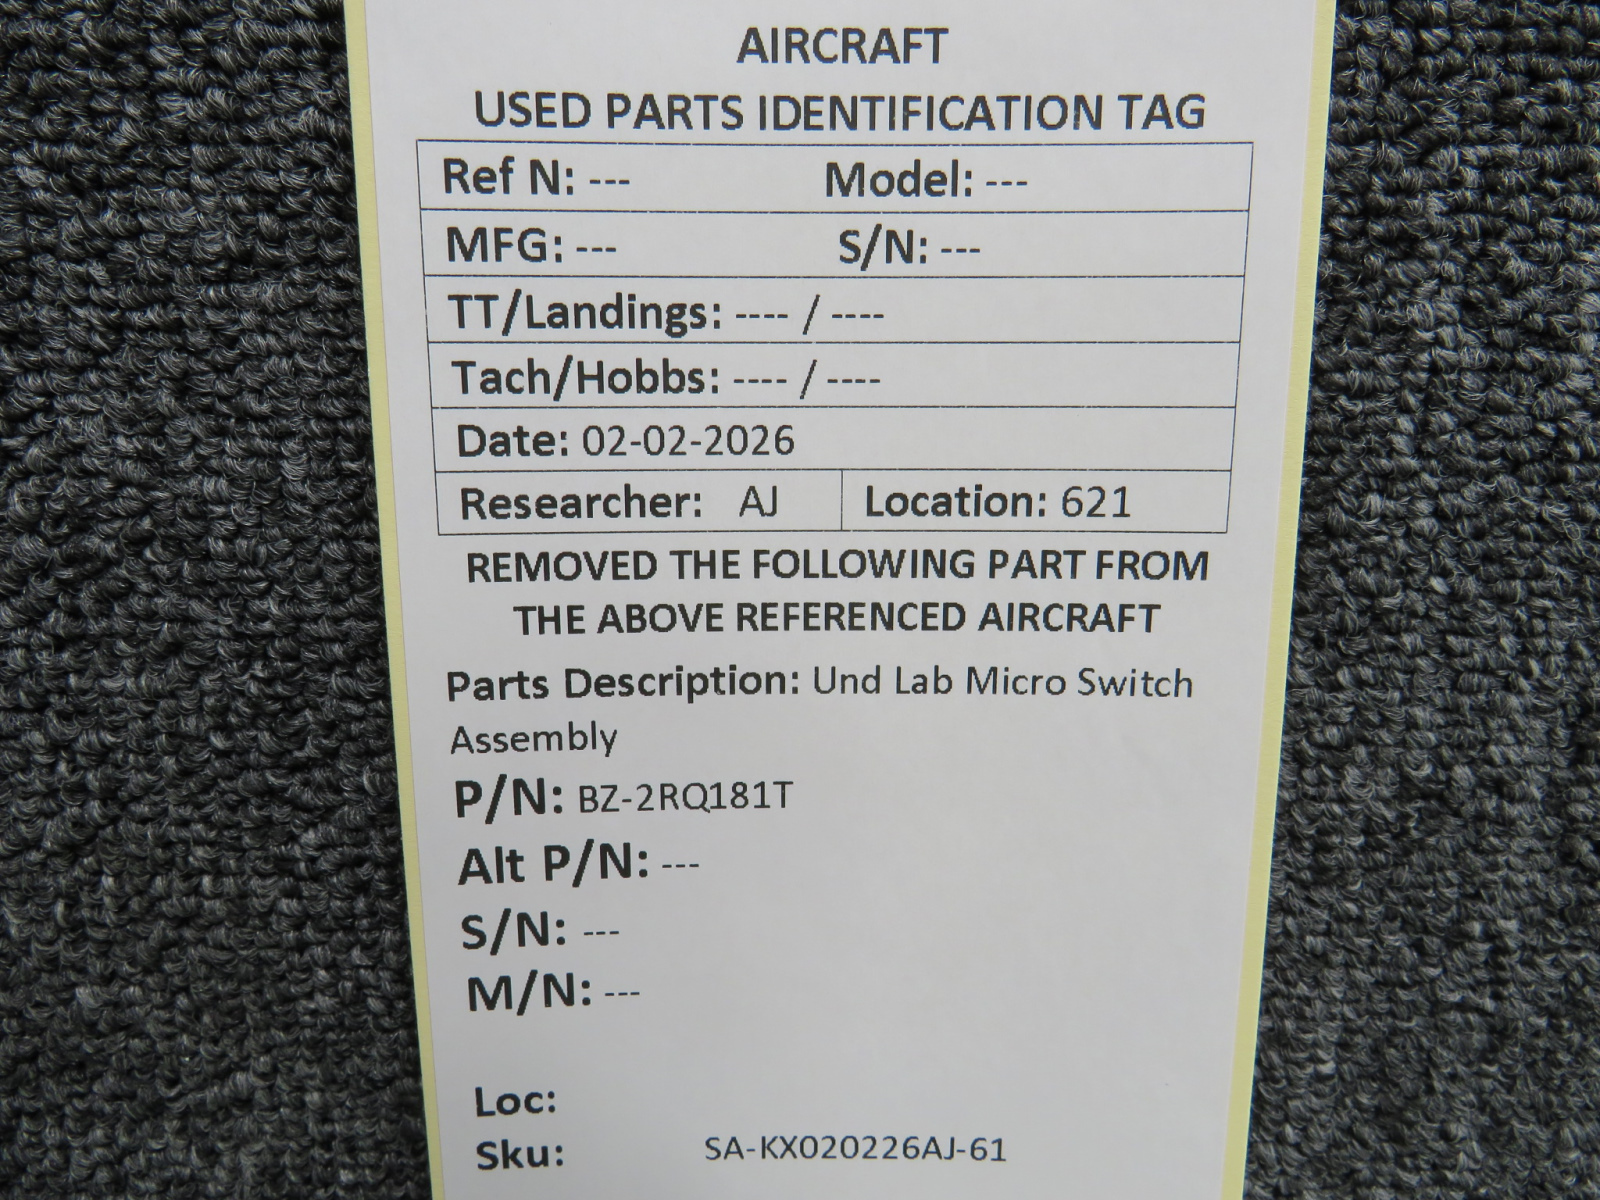 AIRCRAFT
USED PARTS IDENTIFICATION TAG
Ref N: --- Model: ---
MFG: --- S/N: ---
TT/Landings: ---- / ----
Tach/Hobbs: ---- / ----
Date: 02-02-2026
Researcher: AJ Location: 621
REMOVED THE FOLLOWING PART FROM
THE ABOVE REFERENCED AIRCRAFT
Parts Description: Und Lab Micro Switch
Assembly
P/N: BZ-2RQ181T
Alt P/N: ---
S/N: ---
M/N: ---
Loc:
Sku: SA-KX020226AJ-61